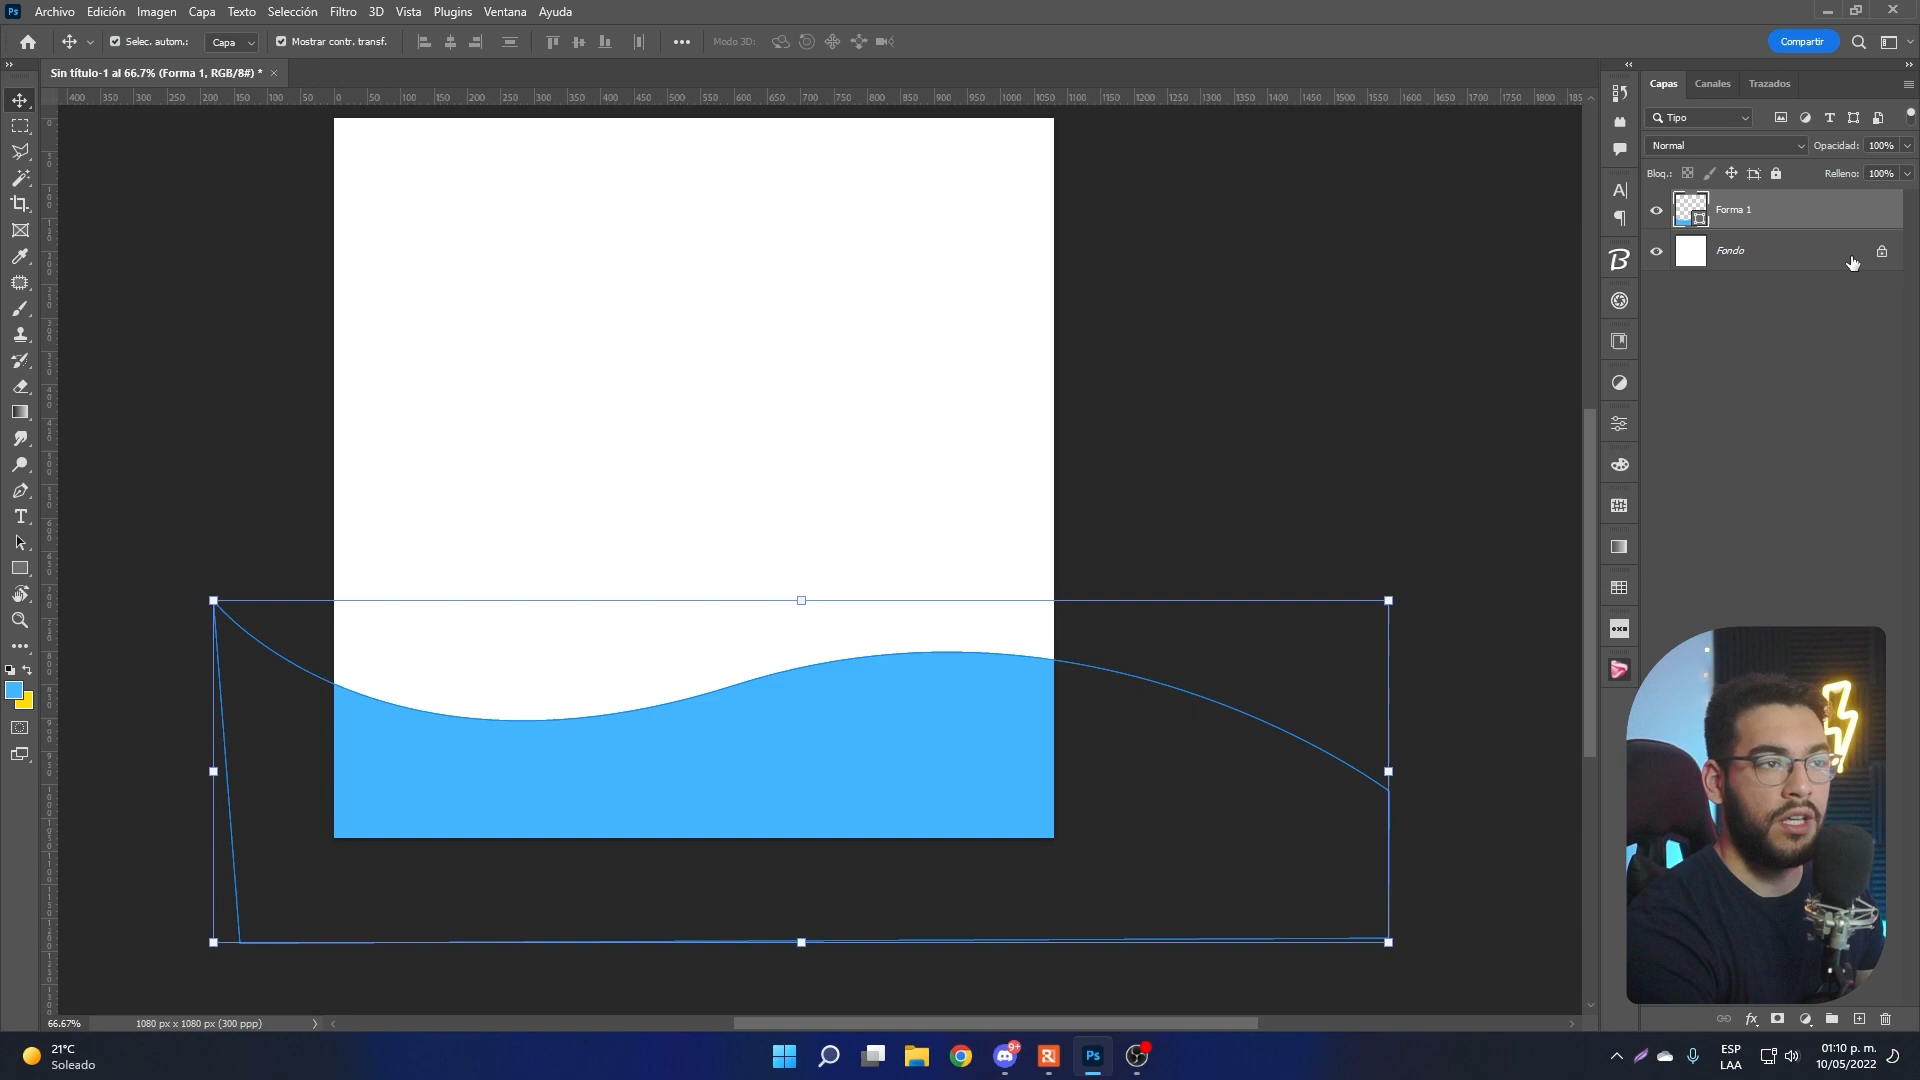 Ps Archivo Edición Imagen Capa Texto Selección Filtro 3D Vista Plugins Ventana Ayuda
Selec. autom.: Capa Mostrar contr. transf. Modo 3D: Compartir
Sin título-1 al 66.7% (Forma 1, RGB/8#) *
400 350 300 250 200 150 100 50 0 50 100 150 200 250 300 350 400 450 500 550 600 650 700 750 800 850 900 950 1000 1050 1100 1150 1200 1250 1300 1350 1400 1450 1500 1550 1600 1650 1700 1750 1800 185
Capas Canales Trazados
Tipo
Normal Opacidad: 100%
Bloq.: Relleno: 100%
Forma 1
Fondo
66.67% 1080 px x 1080 px (300 ppp)
21°C
Soleado
9+
Ps
ESP
LAA
01:10 p. m.
10/05/2022